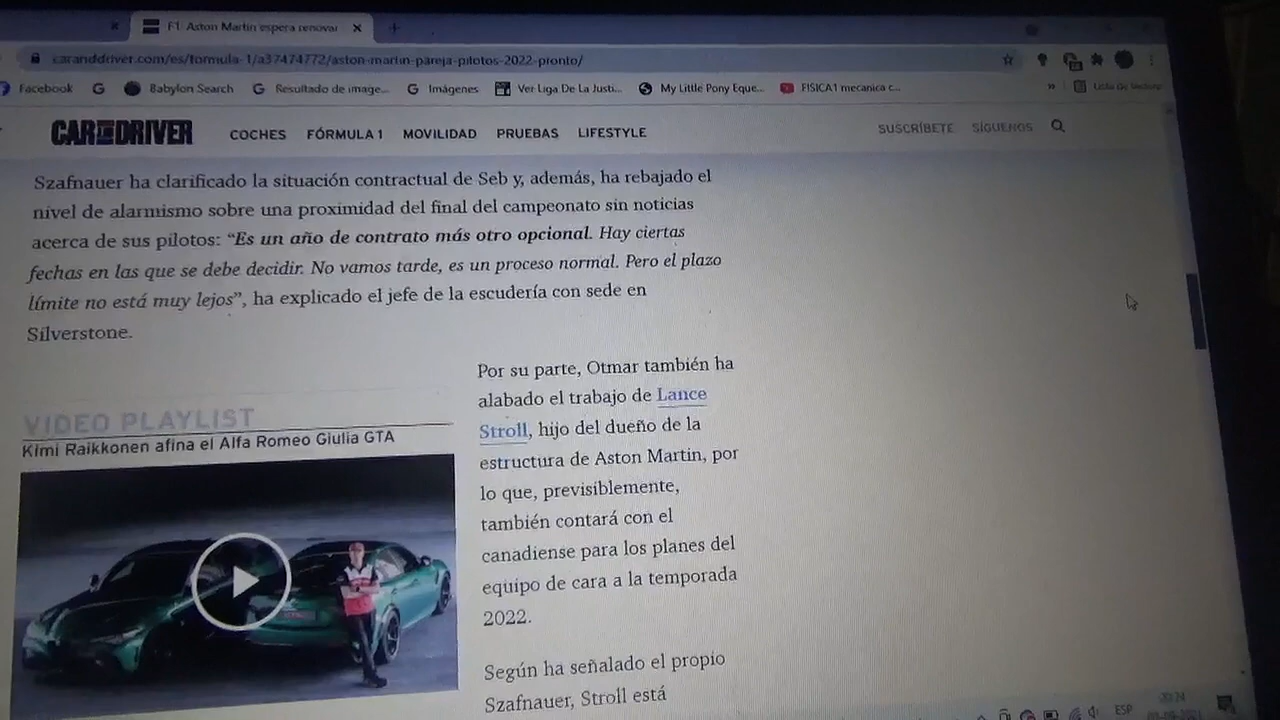 F1: Aston Martin espera renovar
caranddriver.com/es/formula-1/a37474772/aston-martin-pareja-pilotos-2022-pronto/
Facebook Babylon Search Resultado de image... Imágenes Ver Liga De La Justi... My Little Pony Eque... FISICA1 mecanica c... »
CAR AND DRIVER COCHES FÓRMULA 1 MOVILIDAD PRUEBAS LIFESTYLE SUSCRÍBETE SÍGUENOS
Szafnauer ha clarificado la situación contractual de Seb y, además, ha rebajado el
nivel de alarmismo sobre una proximidad del final del campeonato sin noticias
acerca de sus pilotos: “Es un año de contrato más otro opcional. Hay ciertas
fechas en las que se debe decidir. No vamos tarde, es un proceso normal. Pero el plazo
límite no está muy lejos”, ha explicado el jefe de la escudería con sede en
Silverstone.
VIDEO PLAYLIST
Kimi Raikkonen afina el Alfa Romeo Giulia GTA
Por su parte, Otmar también ha
alabado el trabajo de Lance
Stroll, hijo del dueño de la
estructura de Aston Martin, por
lo que, previsiblemente,
también contará con el
canadiense para los planes del
equipo de cara a la temporada
2022.
Según ha señalado el propio
Szafnauer, Stroll está
ESP